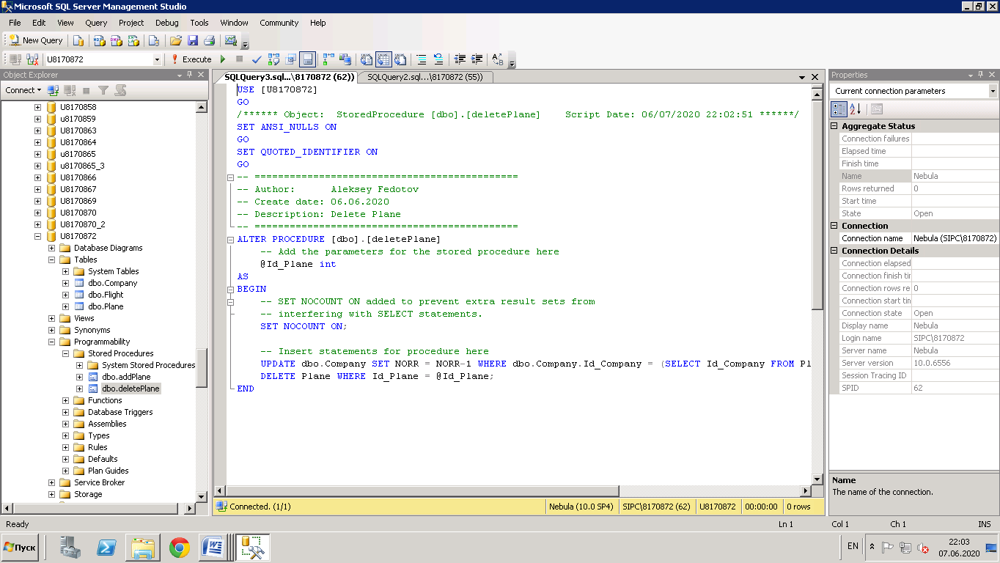 Microsoft SQL Server Management Studio
File Edit View Query Project Debug Tools Window Community Help
New Query
U8170872 Execute
Object Explorer
Connect
U8170858
u8170859
U8170863
U8170864
u8170865
u8170865_3
U8170866
U8170867
U8170869
U8170870
U8170870_2
U8170872
Database Diagrams
Tables
System Tables
dbo.Company
dbo.Flight
dbo.Plane
Views
Synonyms
Programmability
Stored Procedures
System Stored Procedures
dbo.addPlane
dbo.deletePlane
Functions
Database Triggers
Assemblies
Types
Rules
Defaults
Plan Guides
Service Broker
Storage
SQLQuery3.sql...\8170872 (62)) SQLQuery2.sql...\8170872 (55))
USE [U8170872]
GO
/****** Object:  StoredProcedure [dbo].[deletePlane]    Script Date: 06/07/2020 22:02:51 ******/
SET ANSI_NULLS ON
GO
SET QUOTED_IDENTIFIER ON
GO
-- =============================================
-- Author:      Aleksey Fedotov
-- Create date: 06.06.2020
-- Description: Delete Plane
-- =============================================
ALTER PROCEDURE [dbo].[deletePlane]
-- Add the parameters for the stored procedure here
@Id_Plane int
AS
BEGIN
-- SET NOCOUNT ON added to prevent extra result sets from
-- interfering with SELECT statements.
SET NOCOUNT ON;
-- Insert statements for procedure here
UPDATE dbo.Company SET NORR = NORR-1 WHERE dbo.Company.Id_Company = (SELECT Id_Company FROM Pl
DELETE Plane WHERE Id_Plane = @Id_Plane;
END
Connected. (1/1) Nebula (10.0 SP4) SIPC\8170872 (62) U8170872 00:00:00 0 rows
Properties
Current connection parameters
Aggregate Status
Connection failures
Elapsed time
Finish time
Name Nebula
Rows returned 0
Start time
State Open
Connection
Connection name Nebula (SIPC\8170872)
Connection Details
Connection elapsed
Connection finish tir
Connection rows re 0
Connection start tin
Connection state Open
Display name Nebula
Login name SIPC\8170872
Server name Nebula
Server version 10.0.6556
Session Tracing ID
SPID 62
Name
The name of the connection.
Ready Ln 1 Col 1 Ch 1 INS
Пуск EN 22:03
07.06.2020